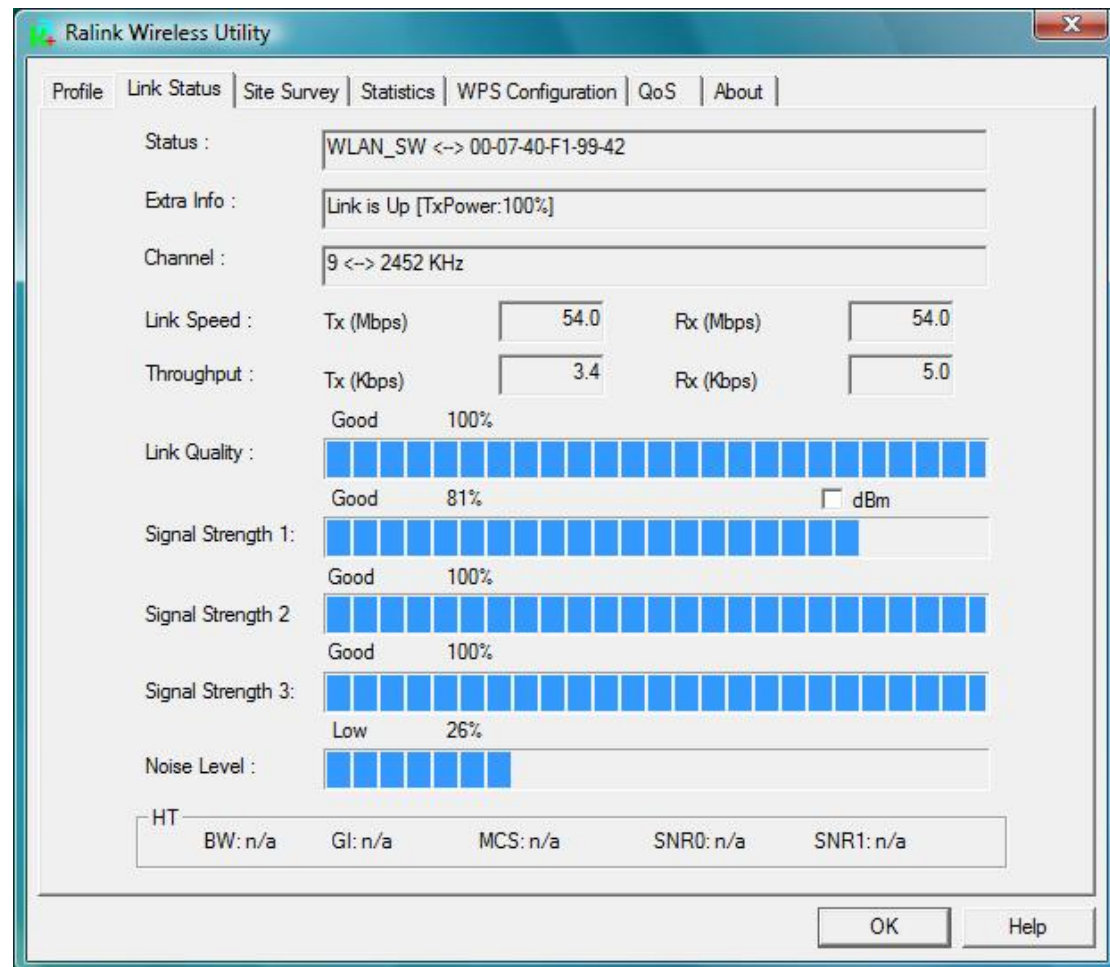 Ralink Wireless Utility
Profile Link Status Site Survey Statistics WPS Configuration QoS About
Status : WLAN_SW <--> 00-07-40-F1-99-42
Extra Info : Link is Up [TxPower:100%]
Channel : 9 <--> 2452 KHz
Link Speed : Tx (Mbps) 54.0 Rx (Mbps) 54.0
Throughput : Tx (Kbps) 3.4 Rx (Kbps) 5.0
Good 100%
Link Quality :
Good 81% dBm
Signal Strength 1:
Good 100%
Signal Strength 2
Good 100%
Signal Strength 3:
Low 26%
Noise Level :
HT
BW: n/a GI: n/a MCS: n/a SNR0: n/a SNR1: n/a
OK Help